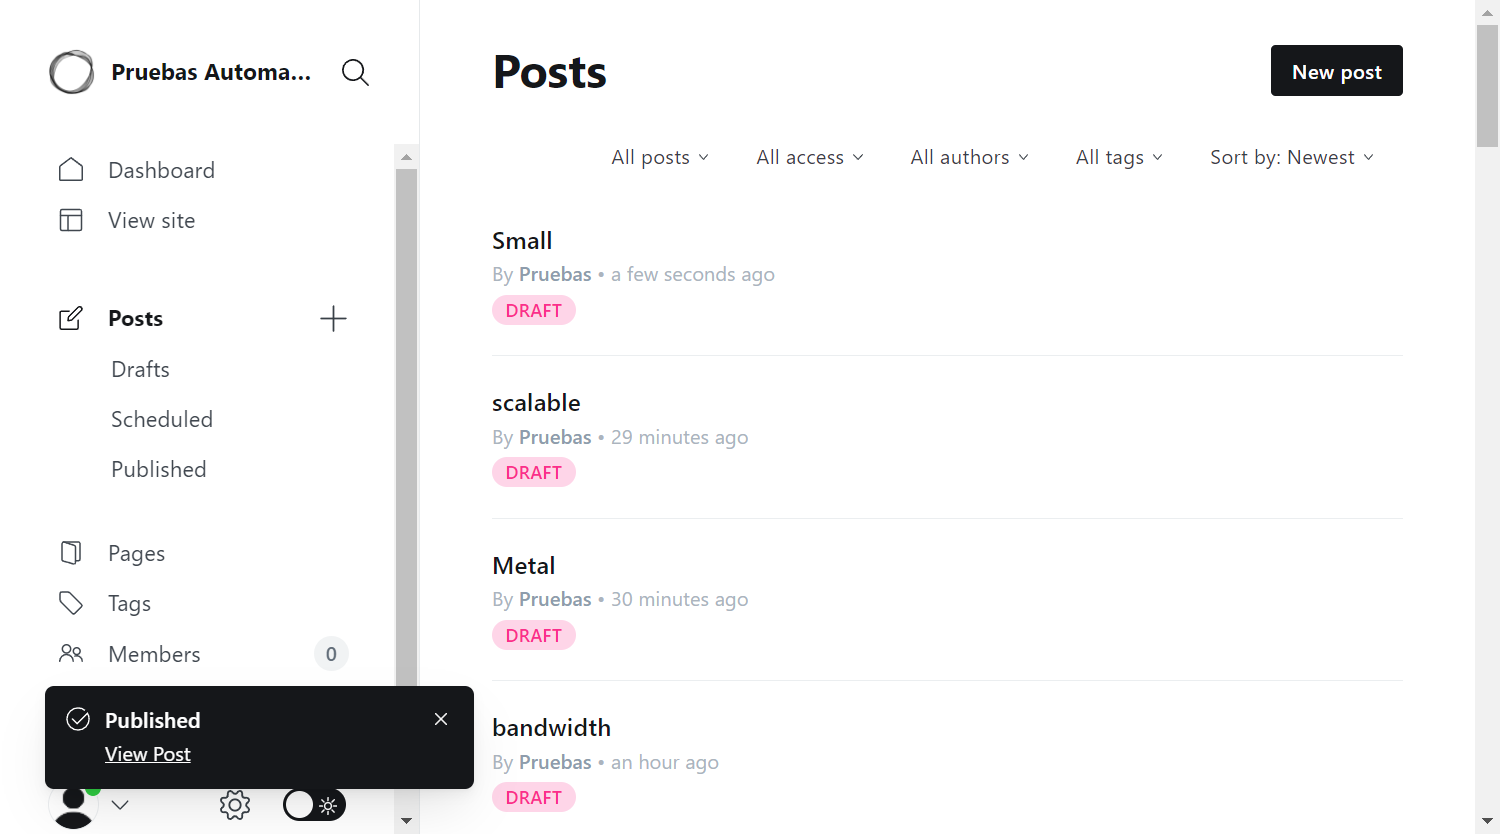 Pruebas Automa...
Dashboard
View site
Posts
Drafts
Scheduled
Published
Pages
Tags
Members 0
Published
View Post
Posts
New post
All posts All access All authors All tags Sort by: Newest
Small
By Pruebas • a few seconds ago
DRAFT
scalable
By Pruebas • 29 minutes ago
DRAFT
Metal
By Pruebas • 30 minutes ago
DRAFT
bandwidth
By Pruebas • an hour ago
DRAFT